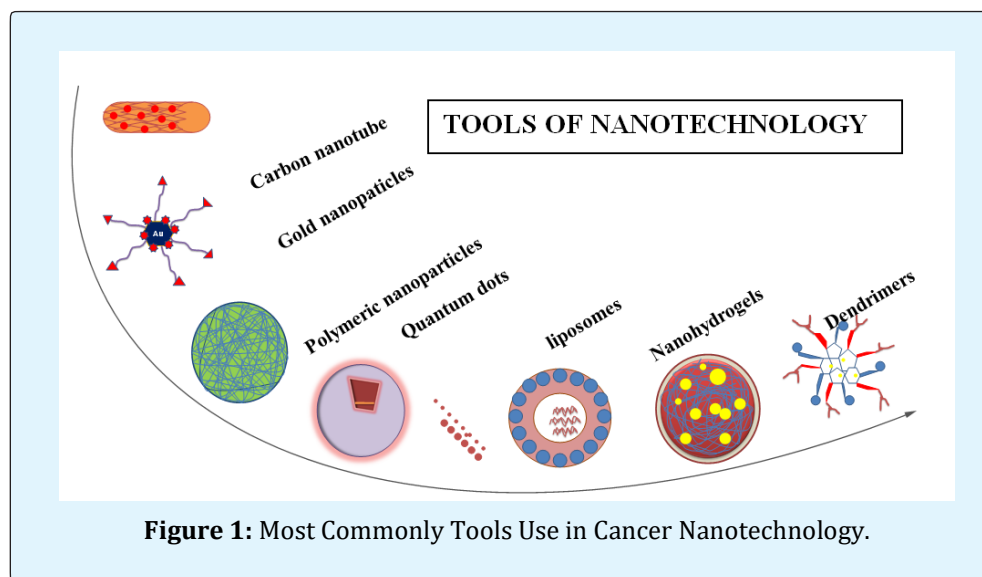 TOOLS OF NANOTECHNOLOGY
Carbon nanotube
Gold nanopaticles
Au
Polymeric nanoparticles
Quantum dots
liposomes
Nanohydrogels
Dendrimers
Figure 1: Most Commonly Tools Use in Cancer Nanotechnology.